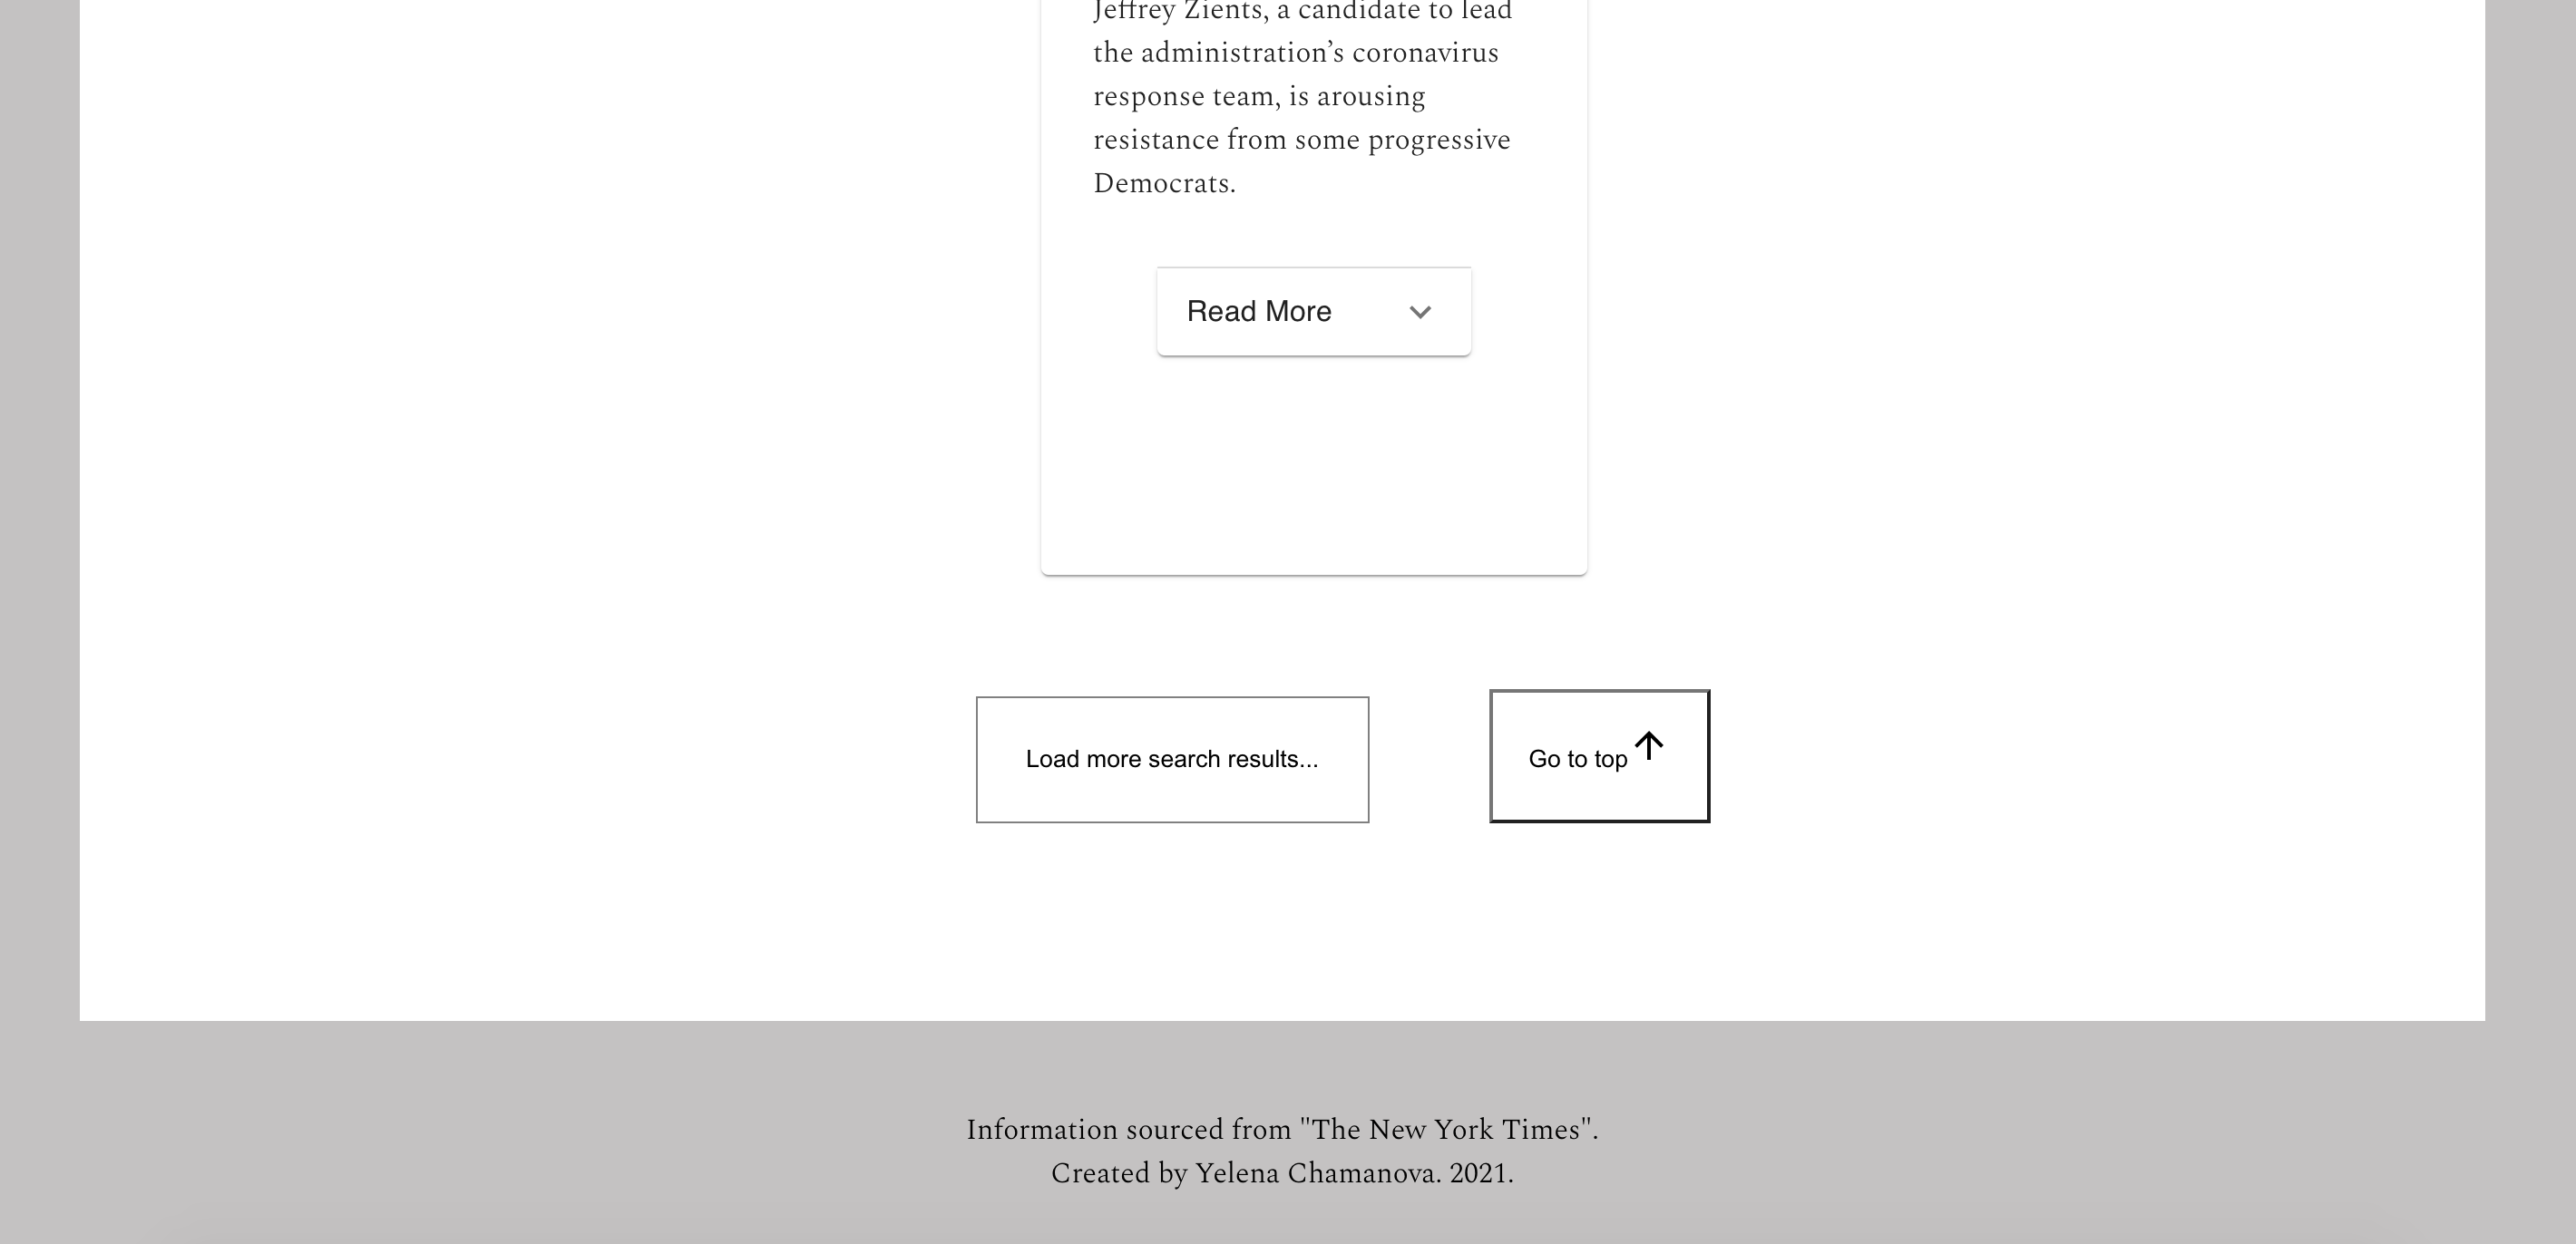 Jeffrey Zients, a candidate to lead
the administration’s coronavirus
response team, is arousing
resistance from some progressive
Democrats.
Read More
Load more search results...
Go to top
Information sourced from "The New York Times".
Created by Yelena Chamanova. 2021.